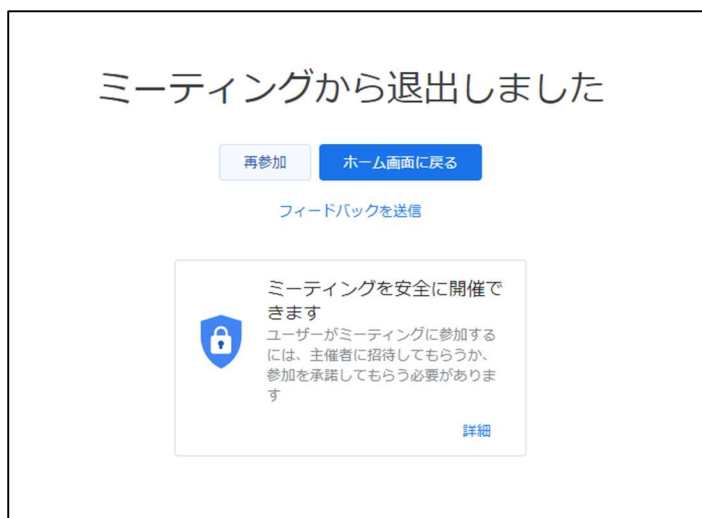 ミーティングから退出しました
再参加
ホーム画面に戻る
フィードバックを送信
ミーティングを安全に開催で
きます
ユーザーがミーティングに参加する
には、主催者に招待してもらうか、
参加を承諾してもらう必要がありま
す
詳細